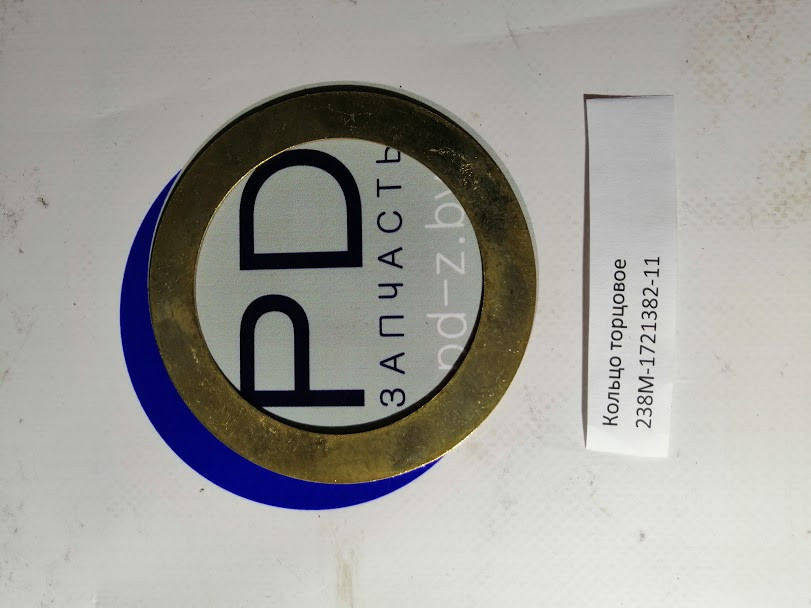 PD
ЗАПЧАСТЬ
pd-z.by
Кольцо торцовое
238М-1721382-11